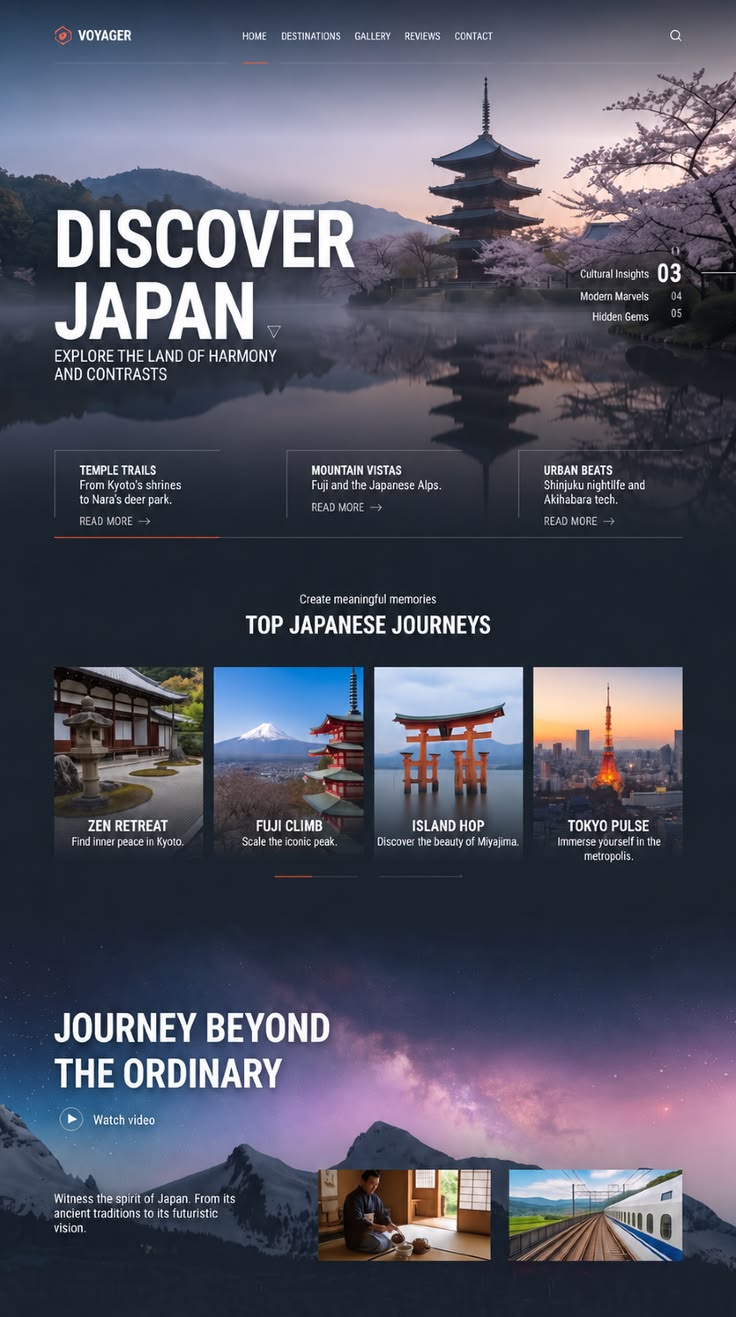 VOYAGER
HOME DESTINATIONS GALLERY REVIEWS CONTACT
DISCOVER
JAPAN
EXPLORE THE LAND OF HARMONY
AND CONTRASTS
Cultural Insights 03
Modern Marvels 04
Hidden Gems 05
TEMPLE TRAILS
From Kyoto's shrines
to Nara's deer park.
READ MORE
MOUNTAIN VISTAS
Fuji and the Japanese Alps.
READ MORE
URBAN BEATS
Shinjuku nightlife and
Akihabara tech.
READ MORE
Create meaningful memories
TOP JAPANESE JOURNEYS
ZEN RETREAT
Find inner peace in Kyoto.
FUJI CLIMB
Scale the iconic peak.
ISLAND HOP
Discover the beauty of Miyajima.
TOKYO PULSE
Immerse yourself in the
metropolis.
JOURNEY BEYOND
THE ORDINARY
Watch video
Witness the spirit of Japan. From its
ancient traditions to its futuristic
vision.